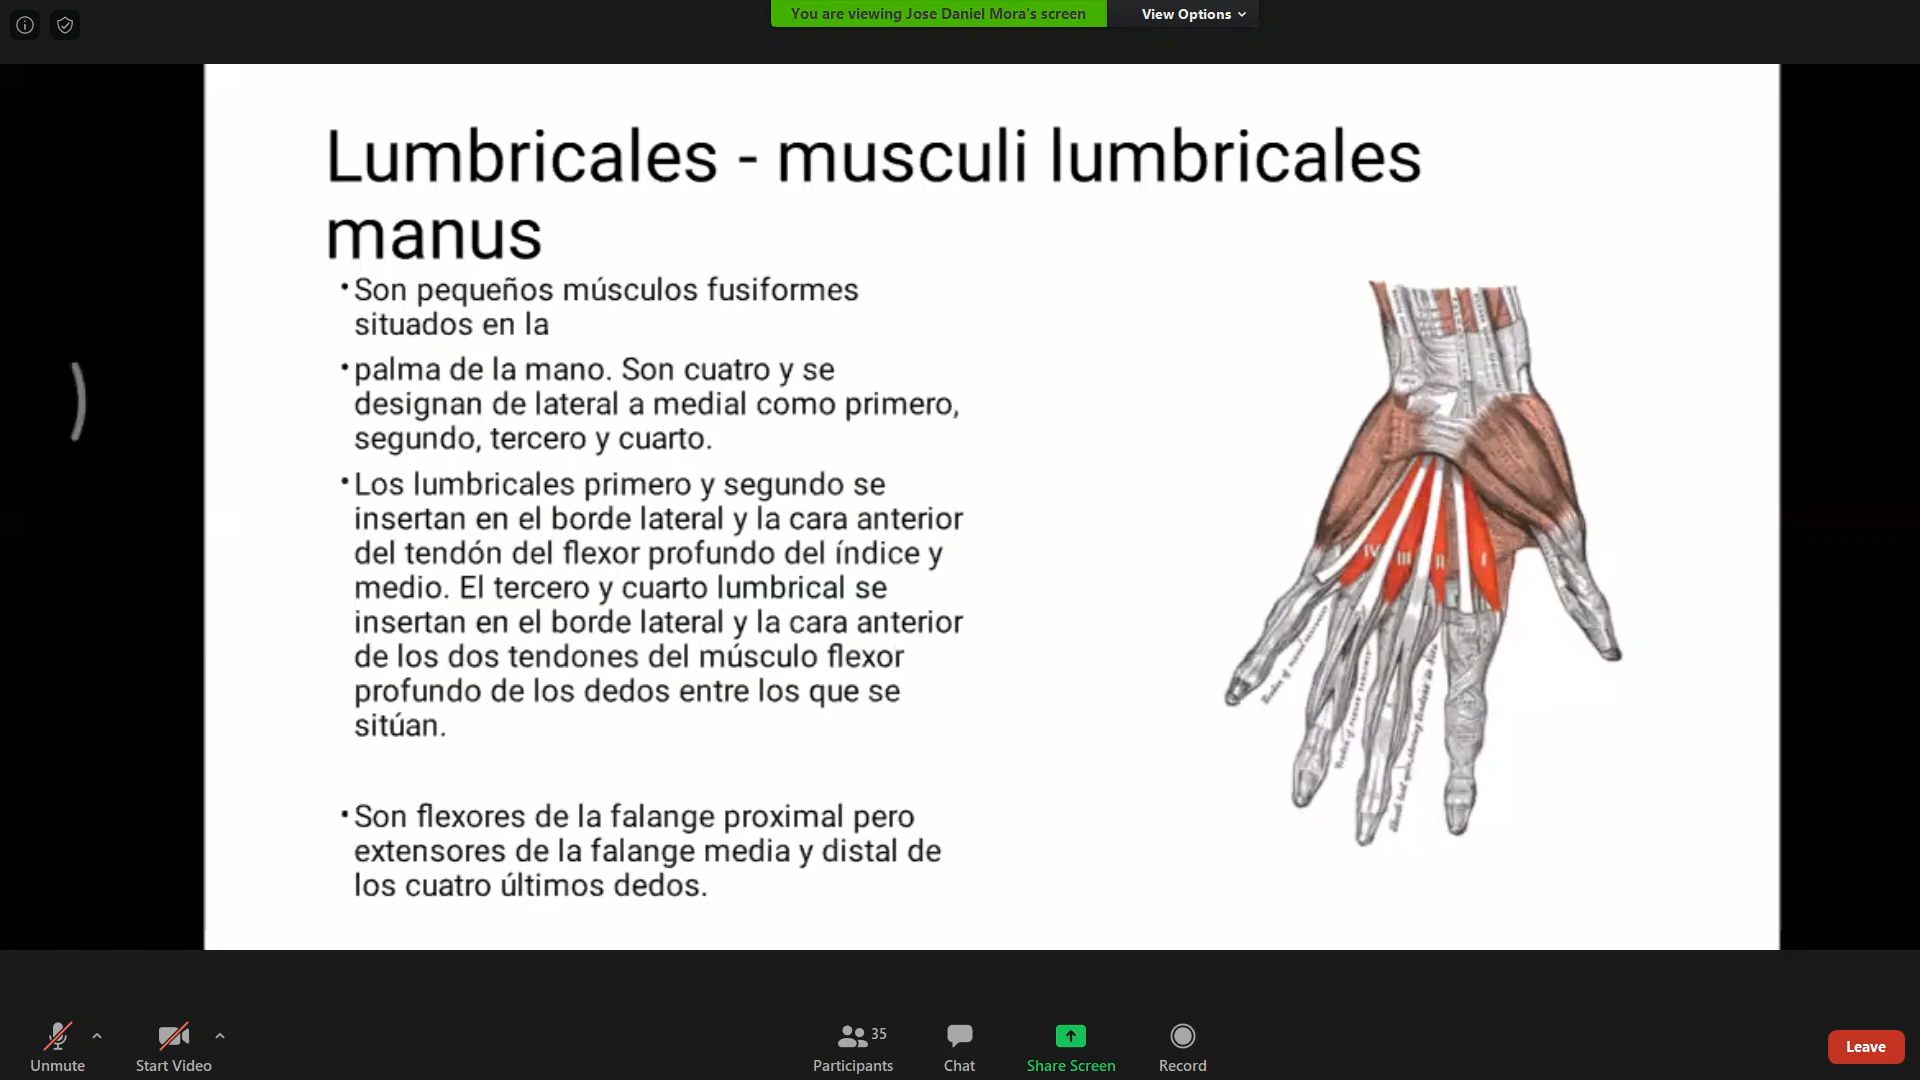 You are viewing Jose Daniel Mora's screen
View Options
Lumbricales - musculi lumbricales
manus
•Son pequeños músculos fusiformes
situados en la
•palma de la mano. Son cuatro y se
designan de lateral a medial como primero,
segundo, tercero y cuarto.
•Los lumbricales primero y segundo se
insertan en el borde lateral y la cara anterior
del tendón del flexor profundo del índice y
medio. El tercero y cuarto lumbrical se
insertan en el borde lateral y la cara anterior
de los dos tendones del músculo flexor
profundo de los dedos entre los que se
sitúan.
•Son flexores de la falange proximal pero
extensores de la falange media y distal de
los cuatro últimos dedos.
IV
III
II
I
Unmute
Start Video
35
Participants
Chat
Share Screen
Record
Leave